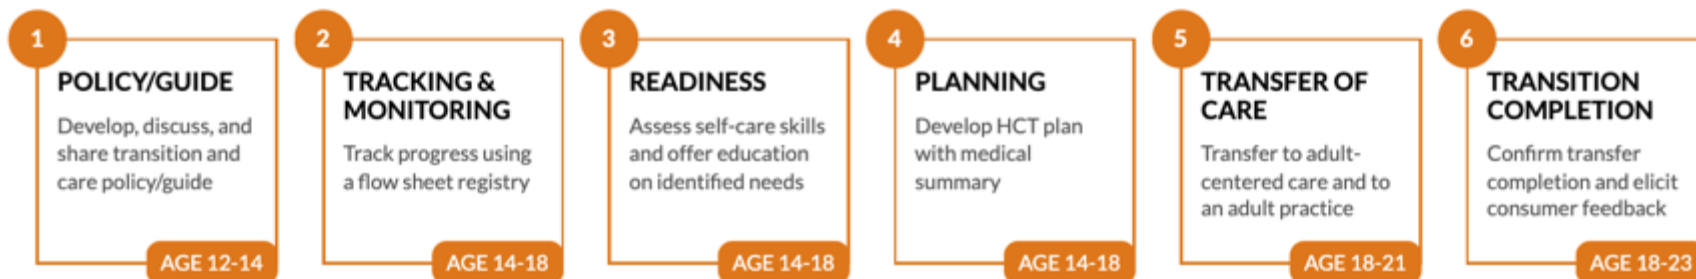 1
POLICY/GUIDE
Develop, discuss, and
share transition and
care policy/guide
AGE 12-14
2
TRACKING &
MONITORING
Track progress using
a flow sheet registry
AGE 14-18
3
READINESS
Assess self-care skills
and offer education
on identified needs
AGE 14-18
4
PLANNING
Develop HCT plan
with medical
summary
AGE 14-18
5
TRANSFER OF
CARE
Transfer to adult-
centered care and to
an adult practice
AGE 18-21
6
TRANSITION
COMPLETION
Confirm transfer
completion and elicit
consumer feedback
AGE 18-23